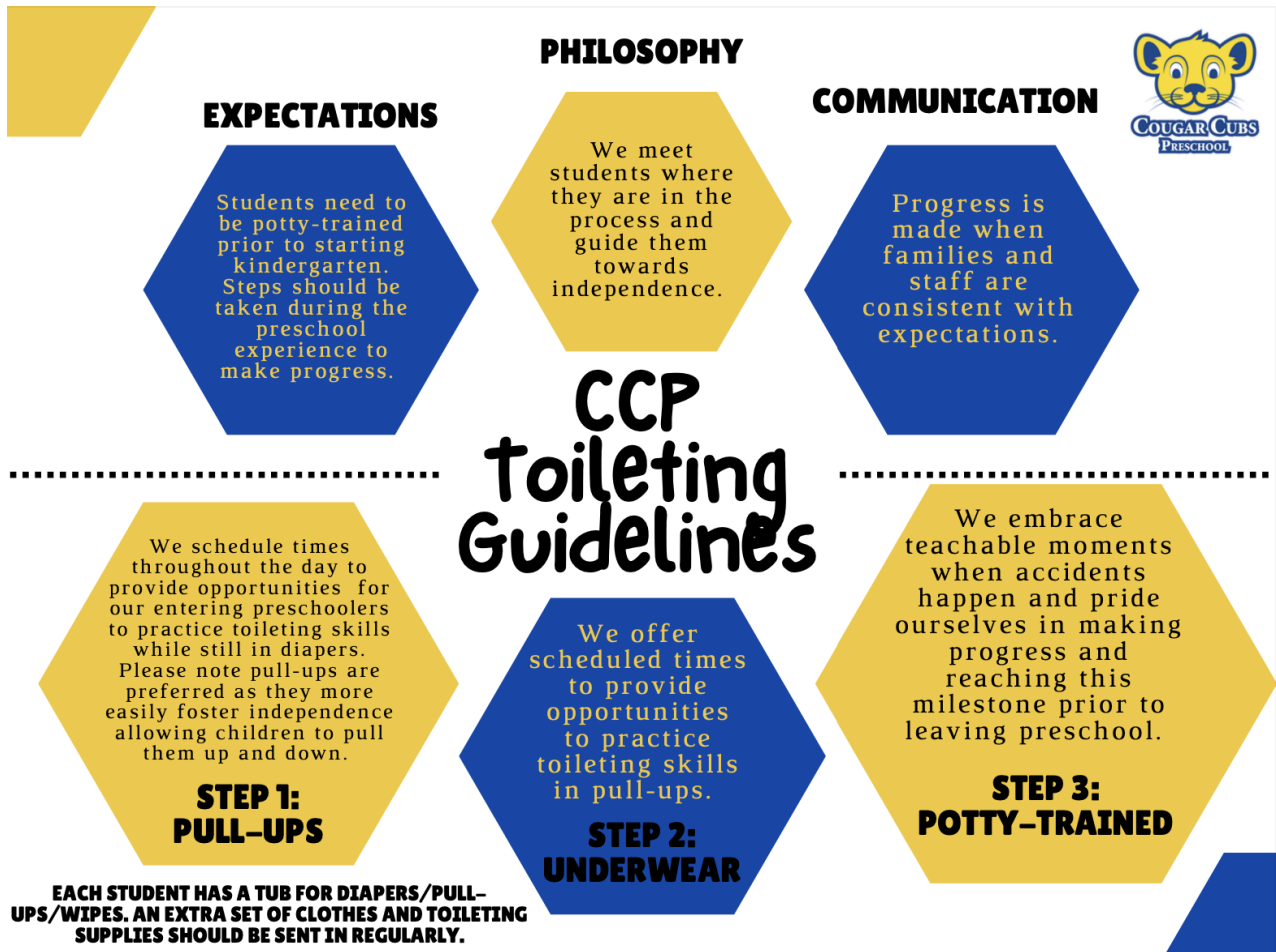 PHILOSOPHY
We meet
students where
they are in the
process and
guide them
towards
independence.
EXPECTATIONS
Students need to
be potty-trained
prior to starting
kindergarten.
Steps should be
taken during the
preschool
experience to
make progress.
COMMUNICATION
Progress is
made when
families and
staff are
consistent with
expectations.
COUGAR CUBS
PRESCHOOL
CCP
Toileting
Guidelines
We schedule times
throughout the day to
provide opportunities for
our entering preschoolers
to practice toileting skills
while still in diapers.
Please note pull-ups are
preferred as they more
easily foster independence
allowing children to pull
them up and down.
STEP 1:
PULL-UPS
We offer
scheduled times
to provide
opportunities
to practice
toileting skills
in pull-ups.
STEP 2:
UNDERWEAR
We embrace
teachable moments
when accidents
happen and pride
ourselves in making
progress and
reaching this
milestone prior to
leaving preschool.
STEP 3:
POTTY-TRAINED
EACH STUDENT HAS A TUB FOR DIAPERS/PULL-
UPS/WIPES. AN EXTRA SET OF CLOTHES AND TOILETING
SUPPLIES SHOULD BE SENT IN REGULARLY.